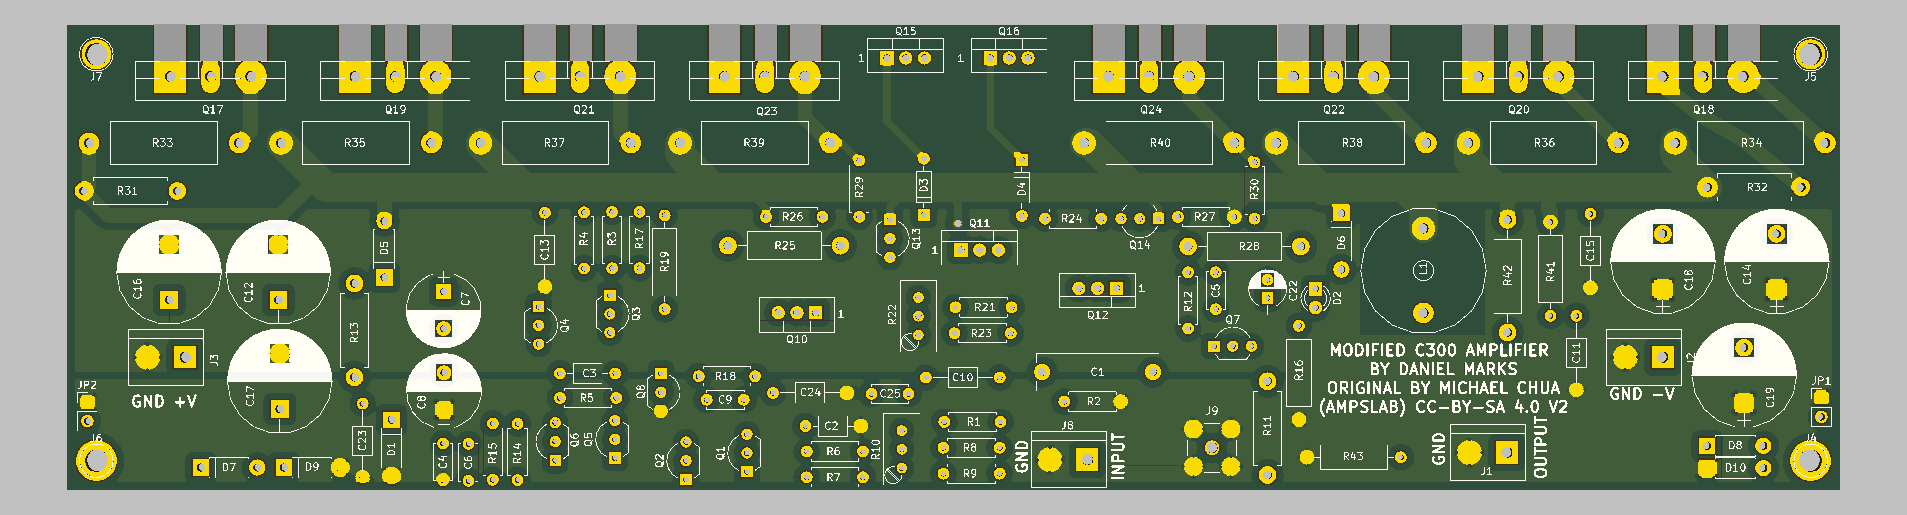 Q15
Q16
1
1
J7
J5
Q17
Q19
Q21
Q23
Q24
Q22
Q20
Q18
R33
R35
R37
R39
R40
R38
R36
R34
R31
R29
D3
D4
R30
R32
D5
C13
R4
R3
R17
R19
R26
R25
Q13
Q11
1
R24
Q14
R27
R28
D6
L1
R42
R41
C15
C18
C14
C16
C12
C7
R13
Q4
Q3
Q10
1
R22
R21
R23
Q12
1
R12
C5
C22
D2
Q7
J3
C17
C8
C3
R5
Q8
R18
C9
C24
C25
C10
C1
R2
R16
R11
J9
MODIFIED C300 AMPLIFIER
BY DANIEL MARKS
ORIGINAL BY MICHAEL CHUA
(AMPSLAB) CC-BY-SA 4.0 V2
C11
J2
C19
JP1
GND -V
JP2
GND +V
J6
D7
D9
C23
D1
C4
C6
R15
R14
Q6
Q5
Q2
Q1
C2
R6
R7
R10
R1
R8
R9
GND
J8
INPUT
R43
GND
J1
OUTPUT
D8
D10
J4